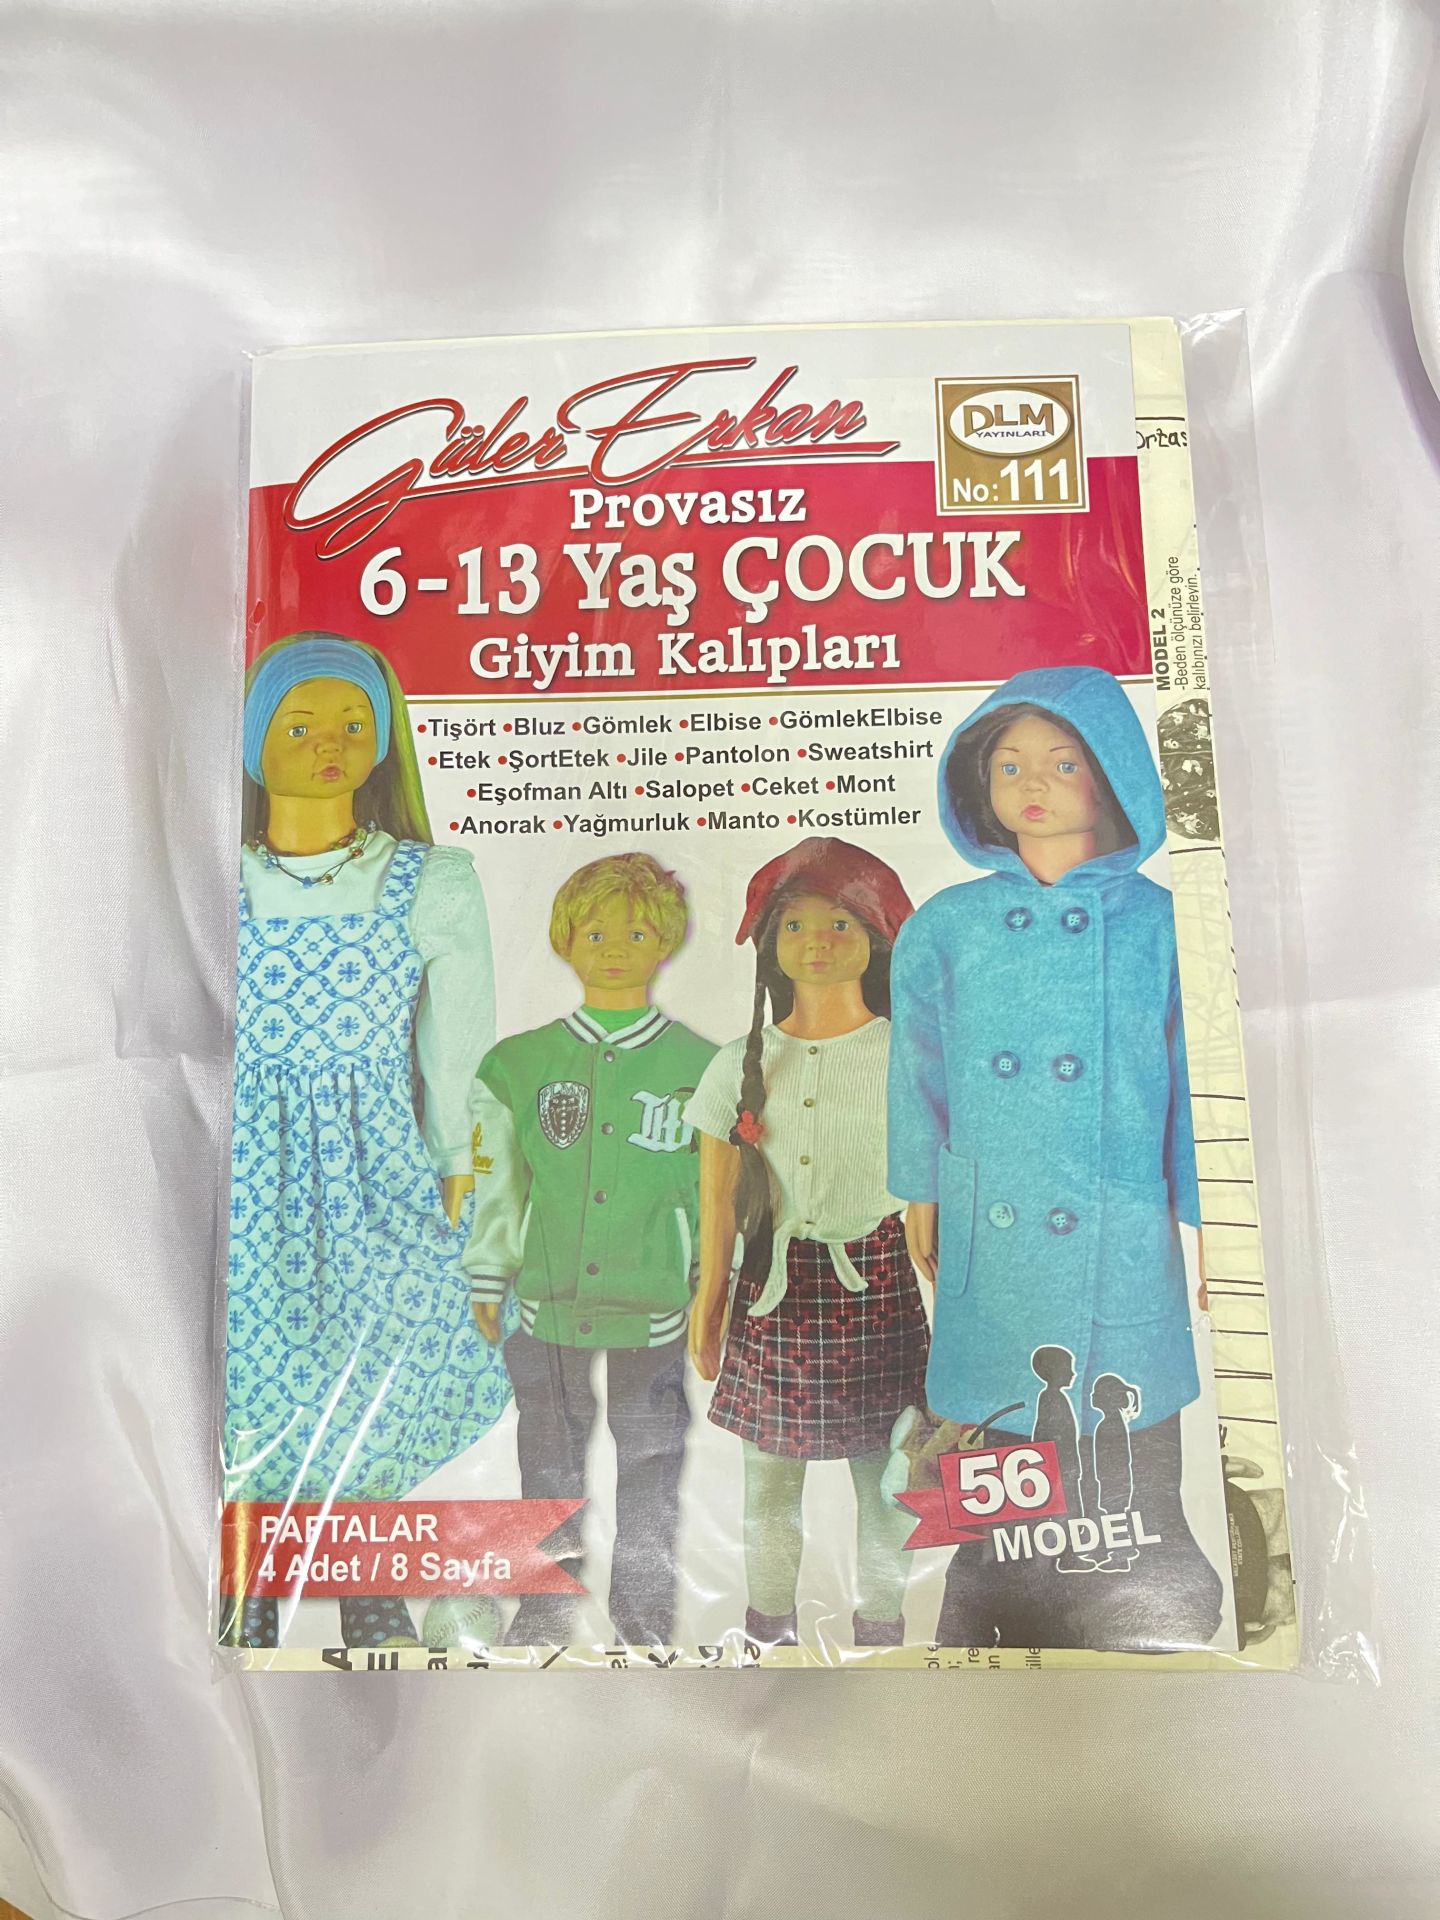 Güler Erkan
DLM
YAYINLARI
No: 111
Provasız
6-13 Yaş ÇOCUK
Giyim Kalıpları
•Tişört •Bluz •Gömlek •Elbise •GömlekElbise
•Etek •ŞortEtek •Jile •Pantolon •Sweatshirt
•Eşofman Altı •Salopet •Ceket •Mont
•Anorak •Yağmurluk •Manto •Kostümler
MODEL 2
-Beden ölçünüze göre
kalıbınızı belirleyin.
56
MODEL
PAFTALAR
4 Adet / 8 Sayfa